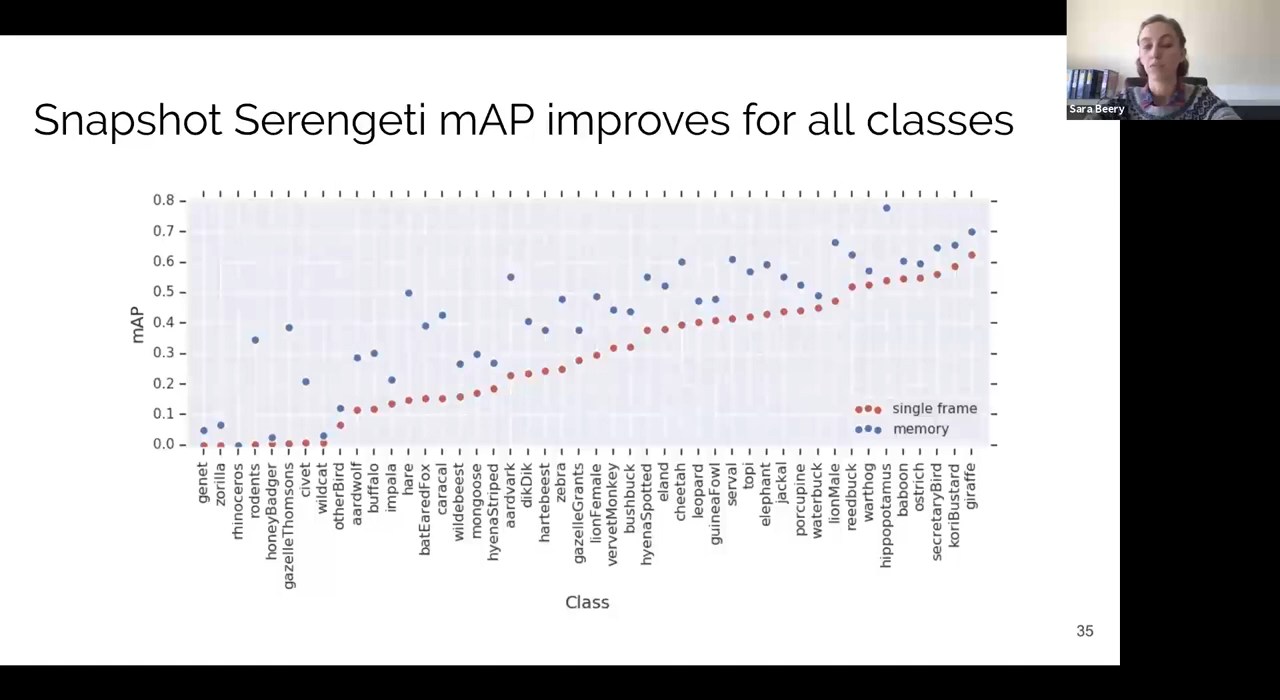 Sara Beery
Snapshot Serengeti mAP improves for all classes
0.8
0.7
0.6
0.5
0.4
0.3
0.2
0.1
0.0
mAP
single frame
memory
genet
zorilla
rhinoceros
rodents
honeyBadger
gazelleThomsons
civet
wildcat
otherBird
aardwolf
buffalo
impala
hare
batEaredFox
caracal
wildebeest
mongoose
hyenaStriped
aardvark
dikDik
hartebeest
zebra
gazelleGrants
lionFemale
vervetMonkey
bushbuck
hyenaSpotted
eland
cheetah
leopard
guineaFowl
serval
topi
elephant
jackal
porcupine
waterbuck
lionMale
reedbuck
warthog
hippopotamus
baboon
ostrich
secretaryBird
koriBustard
giraffe
Class
35